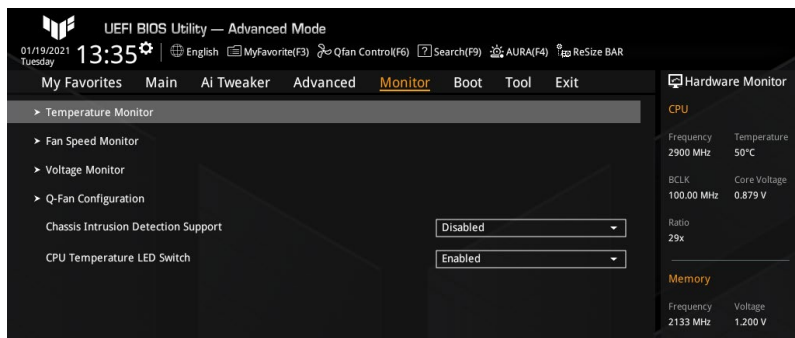 UEFI BIOS Utility — Advanced Mode
01/19/2021 Tuesday 13:35 English MyFavorite(F3) Qfan Control(F6) ? Search(F9) AURA(F4) ReSize BAR
My Favorites Main Ai Tweaker Advanced Monitor Boot Tool Exit
Hardware Monitor
> Temperature Monitor
> Fan Speed Monitor
> Voltage Monitor
> Q-Fan Configuration
Chassis Intrusion Detection Support Disabled
CPU Temperature LED Switch Enabled
CPU
Frequency Temperature
2900 MHz 50°C
BCLK Core Voltage
100.00 MHz 0.879 V
Ratio
29x
Memory
Frequency Voltage
2133 MHz 1.200 V